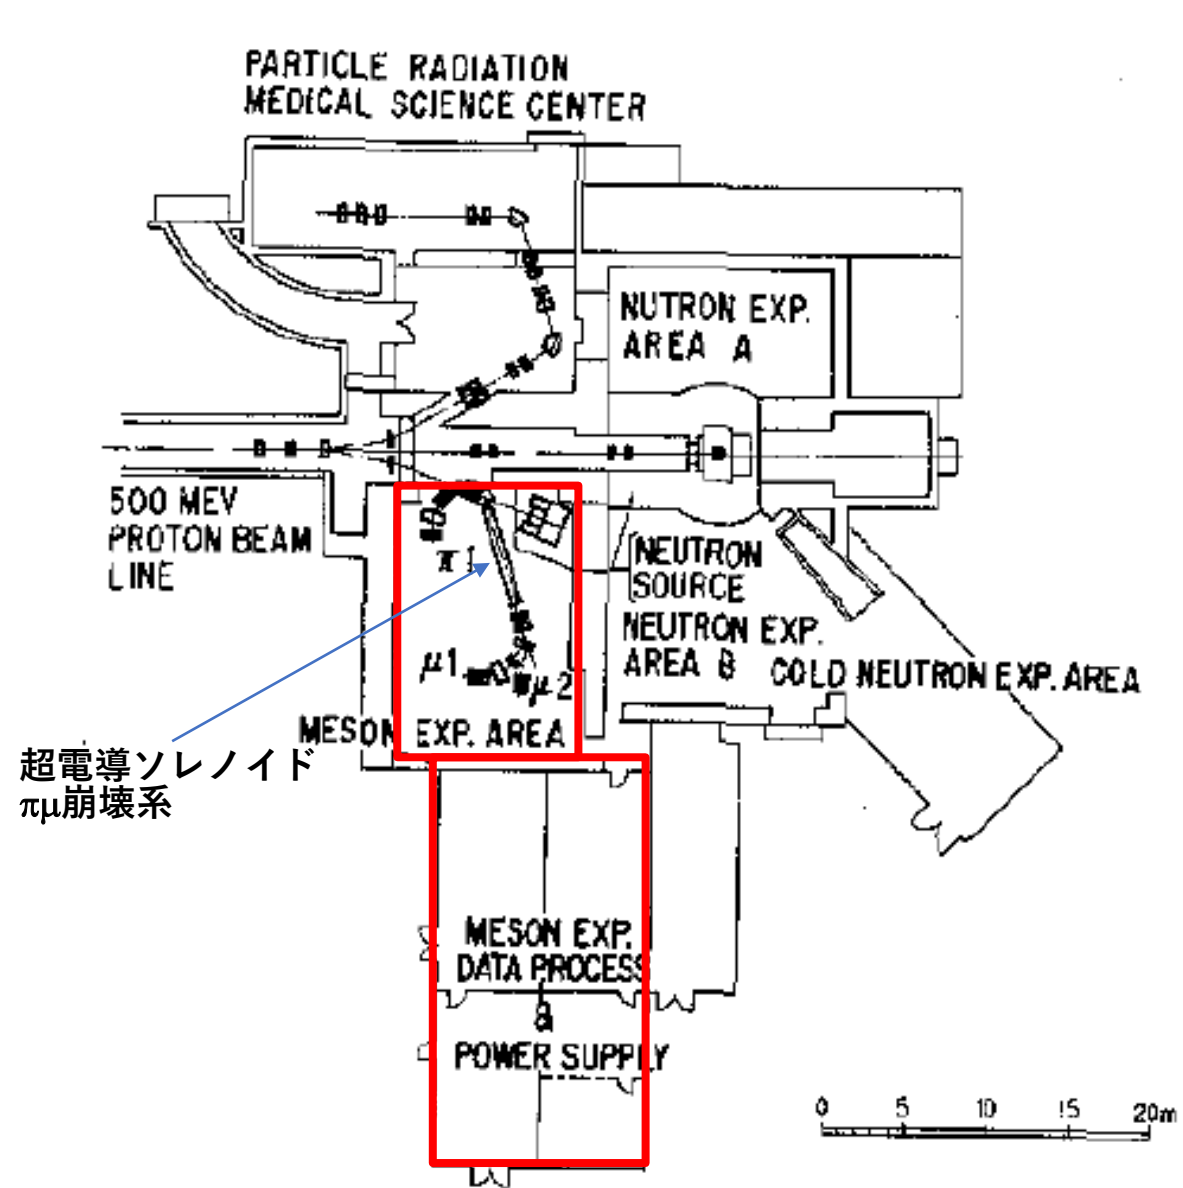 PARTICLE RADIATION
MEDICAL SCIENCE CENTER
NUTRON EXP.
AREA A
500 MEV
PROTON BEAM
LINE
π1
NEUTRON
SOURCE
NEUTRON EXP.
AREA B
COLD NEUTRON EXP. AREA
μ1
μ2
MESON EXP. AREA
超電導ソレノイド
πμ崩壊系
MESON EXP.
DATA PROCESS
POWER SUPPLY
0 5 10 15 20m